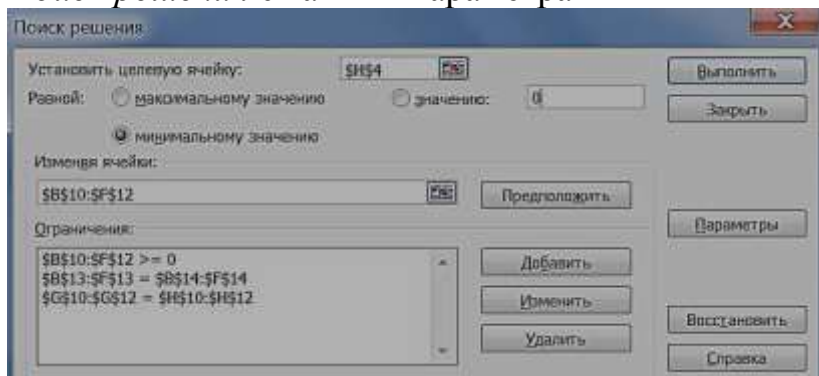 Поиск решения
Установить целевую ячейку: $H$4
Равной: максимальному значению значению: 0
минимальному значению
Изменяя ячейки:
$B$10:$F$12
Ограничения:
$B$10:$F$12 >= 0
$B$13:$F$13 = $B$14:$F$14
$G$10:$G$12 = $H$10:$H$12
Выполнить
Закрыть
Предположить
Параметры
Добавить
Изменить
Удалить
Восстановить
Справка